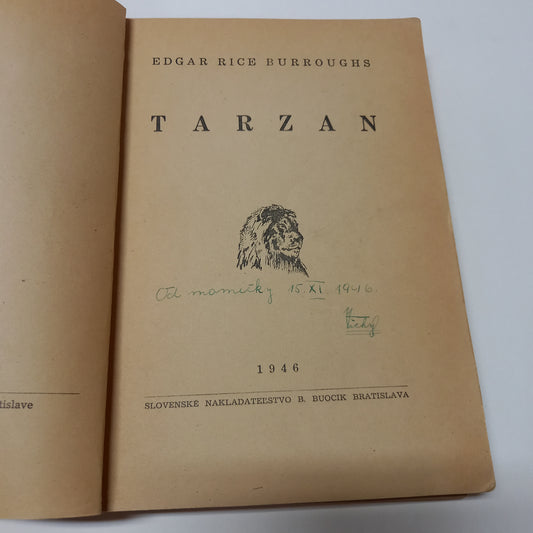 EDGAR RICE BURROUGHS
TARZAN
Od mamičky 15. XI. 1946.
1946
SLOVENSKÉ NAKLADATEĽSTVO B. BUOCIK BRATISLAVA
tislave